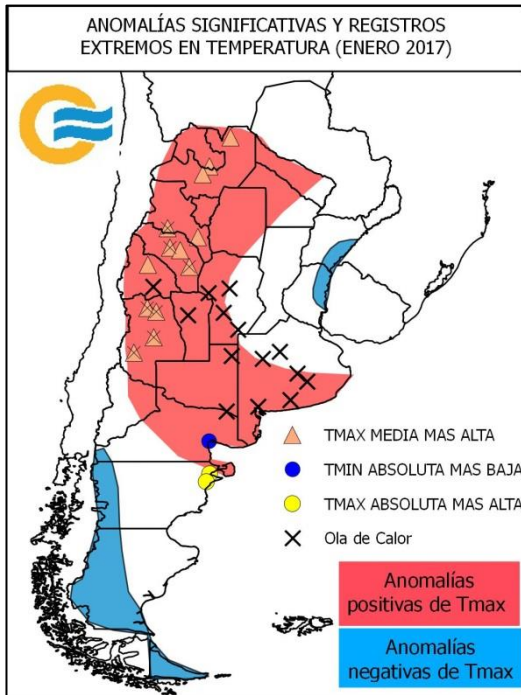 ANOMALÍAS SIGNIFICATIVAS Y REGISTROS
EXTREMOS EN TEMPERATURA (ENERO 2017)
TMAX MEDIA MAS ALTA
TMIN ABSOLUTA MAS BAJA
TMAX ABSOLUTA MAS ALTA
Ola de Calor
Anomalías
positivas de Tmax
Anomalías
negativas de Tmax